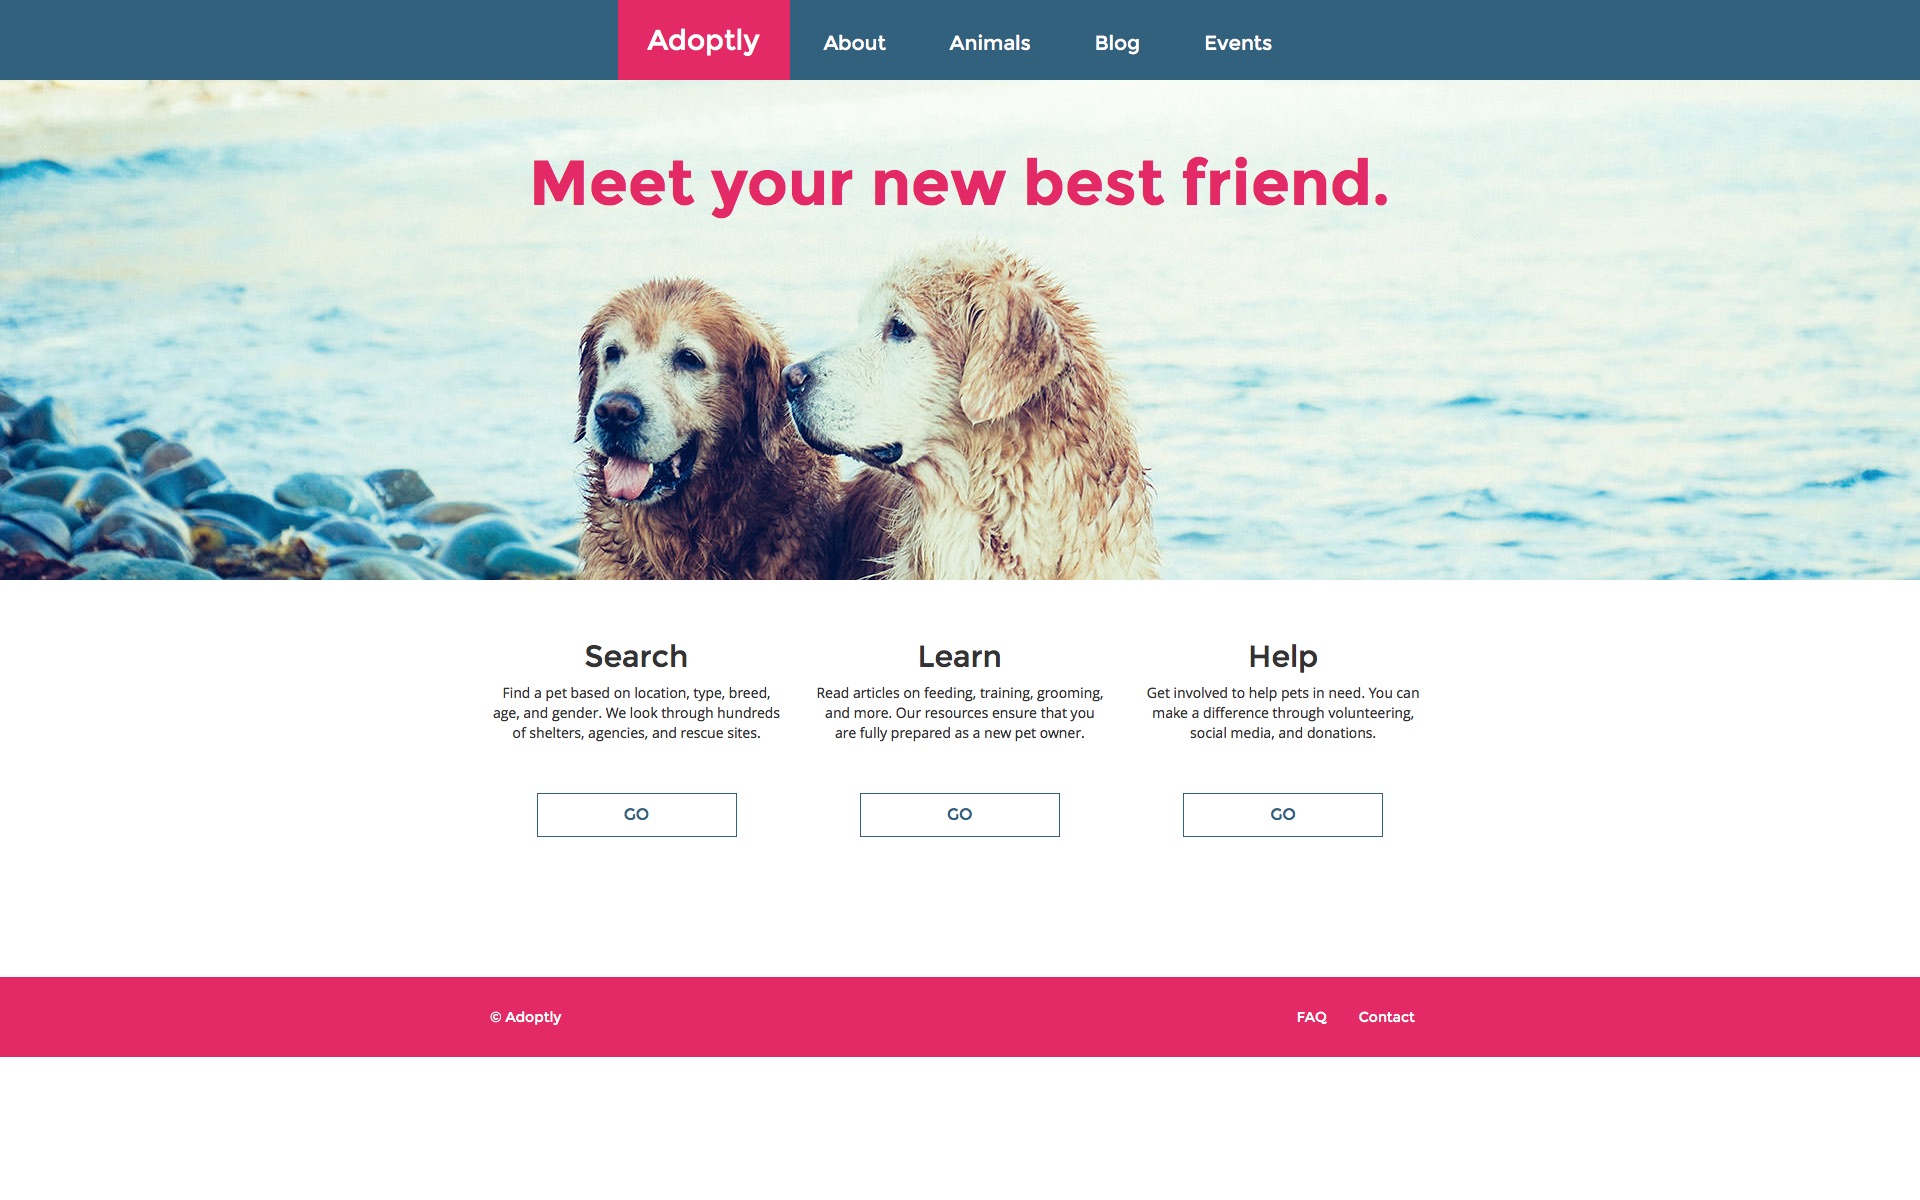 Adoptly
About
Animals
Blog
Events
Meet your new best friend.
Search
Find a pet based on location, type, breed,
age, and gender. We look through hundreds
of shelters, agencies, and rescue sites.
GO
Learn
Read articles on feeding, training, grooming,
and more. Our resources ensure that you
are fully prepared as a new pet owner.
GO
Help
Get involved to help pets in need. You can
make a difference through volunteering,
social media, and donations.
GO
© Adoptly
FAQ
Contact